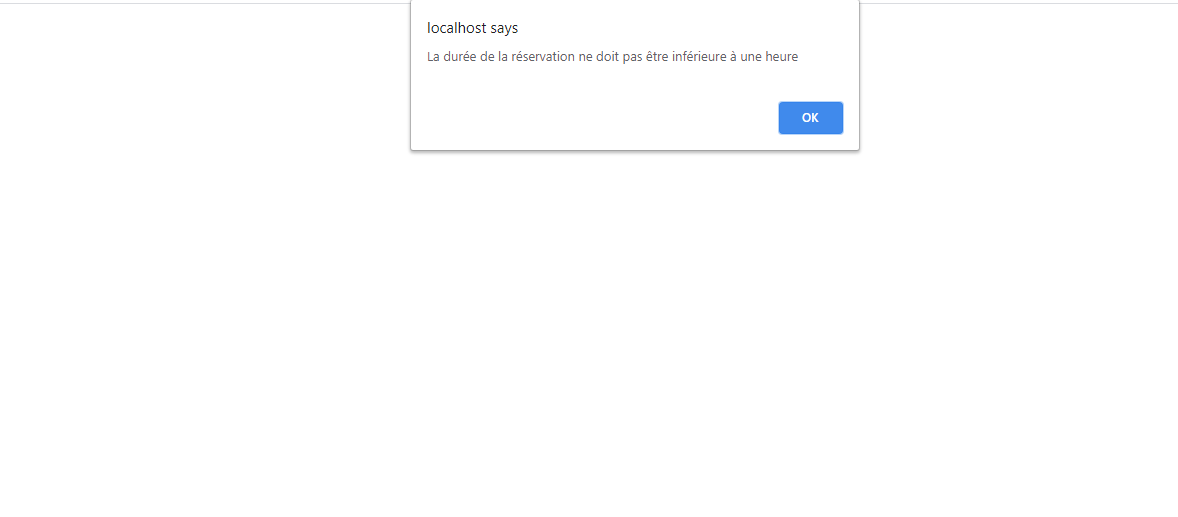 localhost says
La durée de la réservation ne doit pas être inférieure à une heure
OK